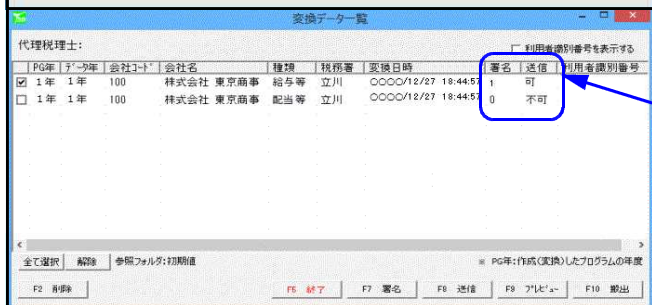 変換データ一覧
代理税理士:
利用者識別番号を表示する
PG年 データ年 会社コード 会社名 種類 税務署 変換日時 署名 送信 利用者識別番号
1年 1年 100 株式会社 東京商事 給与等 立川 ○○○○/12/27 18:44:57 1 可
1年 1年 100 株式会社 東京商事 配当等 立川 ○○○○/12/27 18:44:57 0 不可
全て選択 解除 参照フォルダ:初期値 ※ PG年:作成(変換)したプログラムの年度
F2 削除 F5 終了 F7 署名 F8 送信 F9 プレビュー F10 搬出